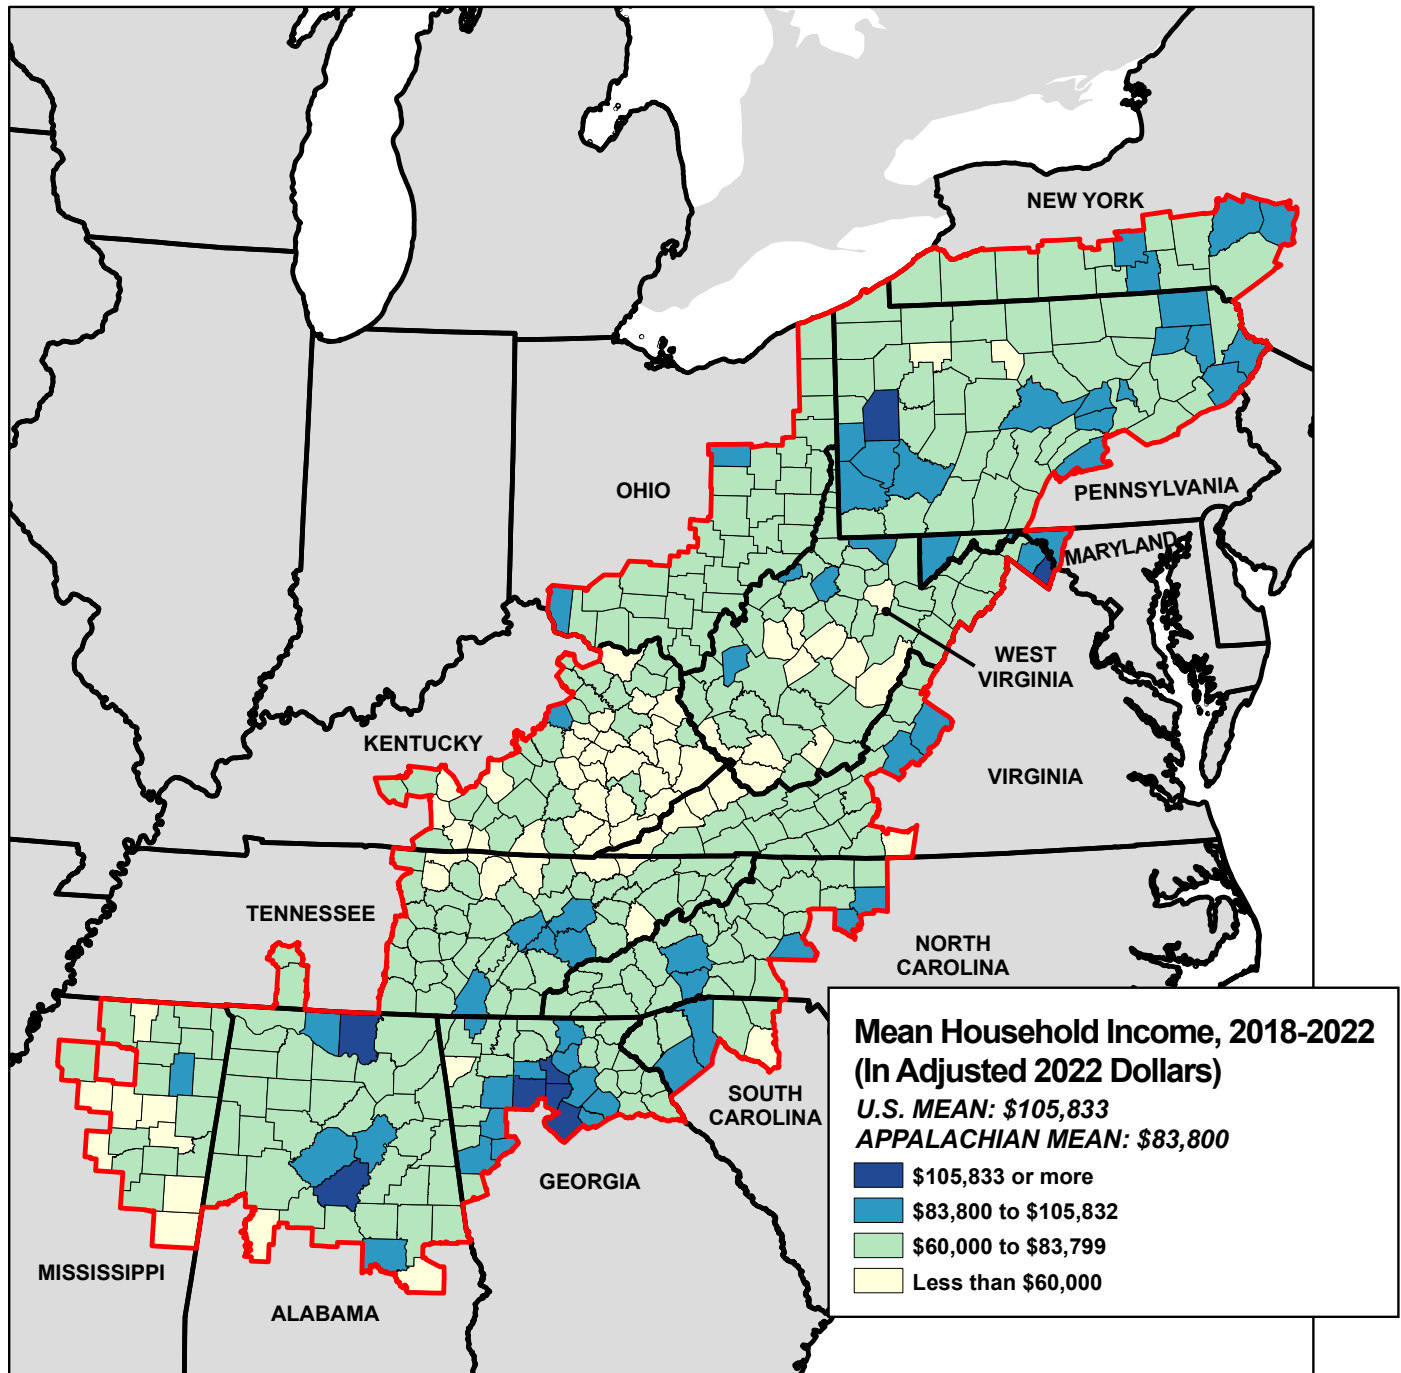 NEW YORK
OHIO
PENNSYLVANIA
MARYLAND
WEST
VIRGINIA
KENTUCKY
VIRGINIA
TENNESSEE
NORTH
CAROLINA
SOUTH
CAROLINA
GEORGIA
MISSISSIPPI
ALABAMA
Mean Household Income, 2018-2022
(In Adjusted 2022 Dollars)
U.S. MEAN: $105,833
APPALACHIAN MEAN: $83,800
$105,833 or more
$83,800 to $105,832
$60,000 to $83,799
Less than $60,000